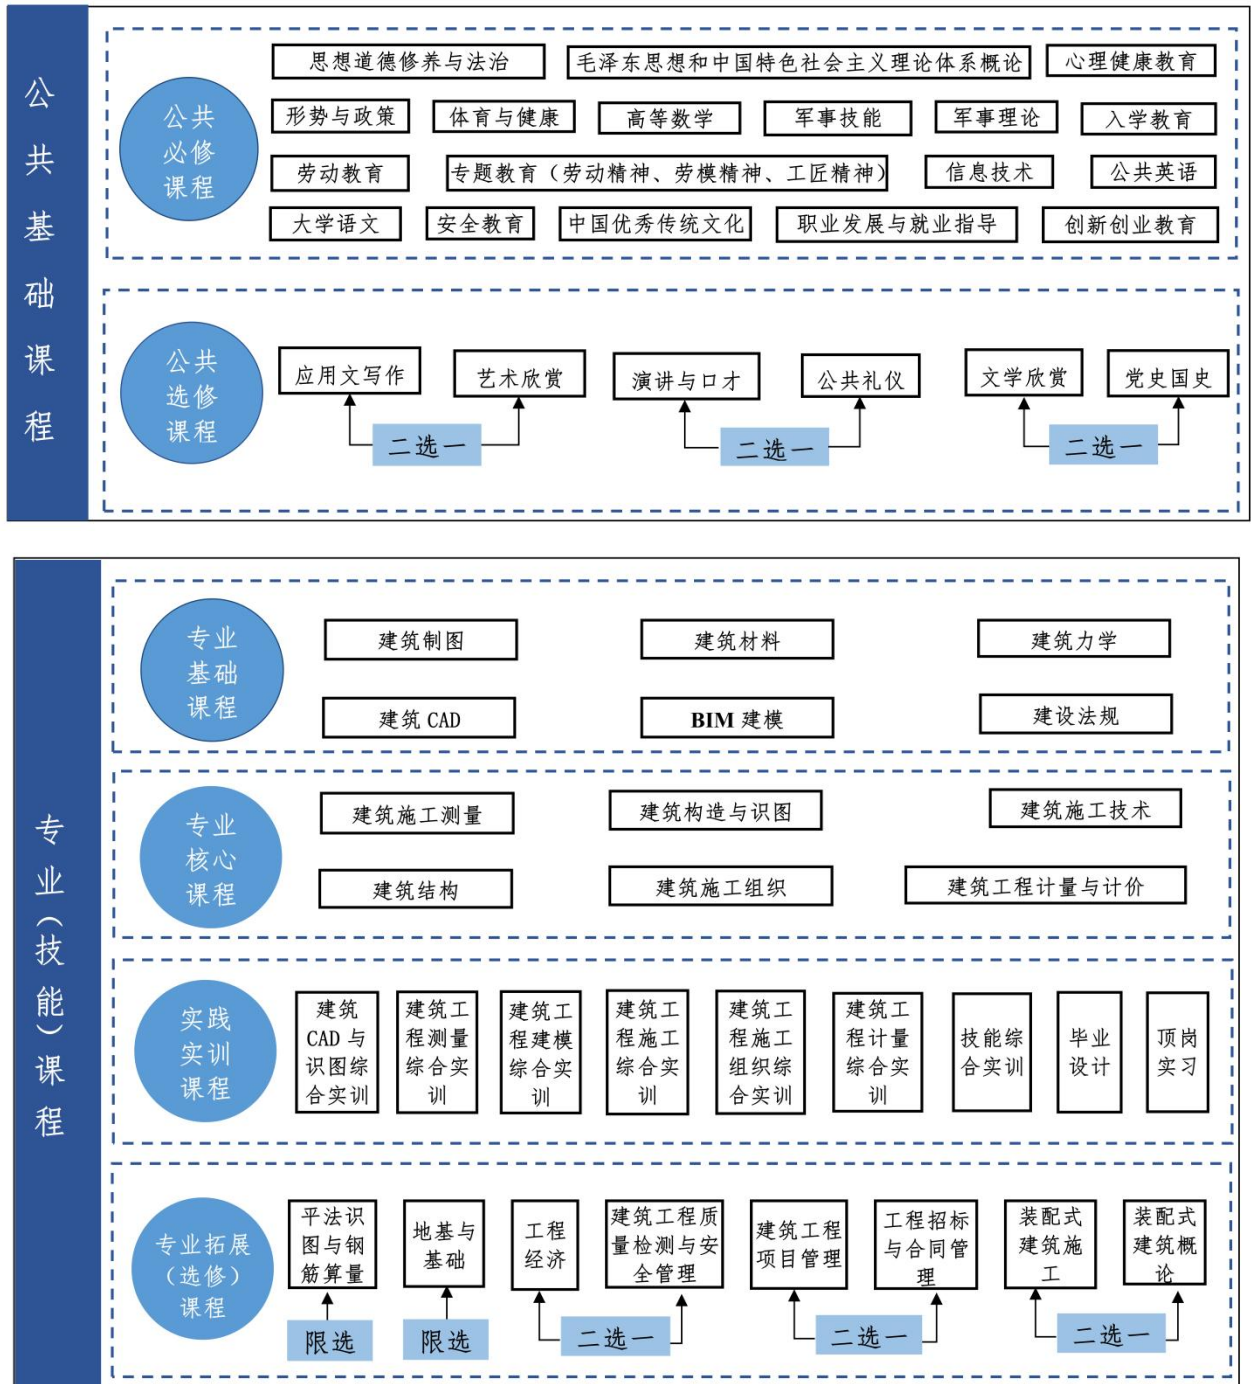 公共基础课程
公共
必修
课程
思想道德修养与法治
毛泽东思想和中国特色社会主义理论体系概论
心理健康教育
形势与政策
体育与健康
高等数学
军事技能
军事理论
入学教育
劳动教育
专题教育（劳动精神、劳模精神、工匠精神）
信息技术
公共英语
大学语文
安全教育
中国优秀传统文化
职业发展与就业指导
创新创业教育
公共
选修
课程
应用文写作
艺术欣赏
演讲与口才
公共礼仪
文学欣赏
党史国史
二选一
二选一
二选一
专业（技能）课程
专业
基础
课程
建筑制图
建筑材料
建筑力学
建筑 CAD
BIM 建模
建设法规
专业
核心
课程
建筑施工测量
建筑构造与识图
建筑施工技术
建筑结构
建筑施工组织
建筑工程计量与计价
实践
实训
课程
建筑
CAD 与
识图综
合实训
建筑工
程测量
综合实
训
建筑工
程建模
综合实
训
建筑工
程施工
综合实
训
建筑工
程施工
组织综
合实训
建筑工
程计量
综合实
训
技能综
合实训
毕业
设计
顶岗
实习
专业拓展
（选修）
课程
平法识
图与钢
筋算量
地基与
基础
工程
经济
建筑工程质
量检测与安
全管理
建筑工程
项目管理
工程招标
与合同管
理
装配式
建筑施
工
装配式
建筑概
论
限选
限选
二选一
二选一
二选一